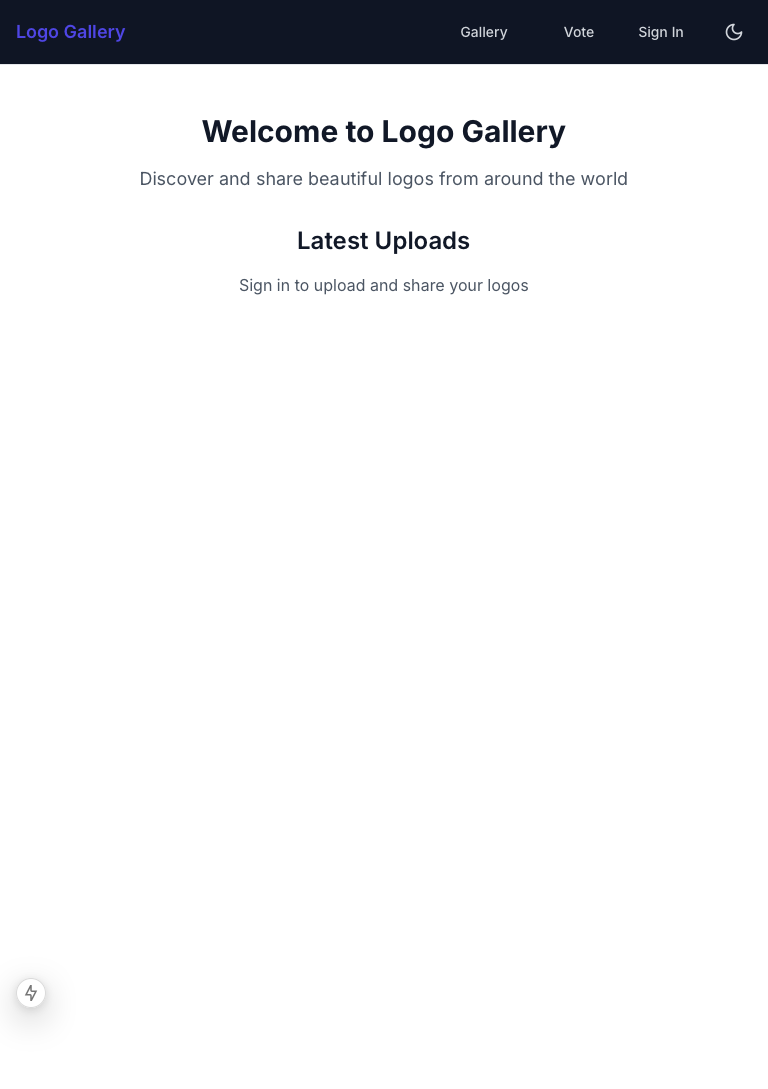 Logo Gallery
Gallery
Vote
Sign In
Welcome to Logo Gallery
Discover and share beautiful logos from around the world
Latest Uploads
Sign in to upload and share your logos